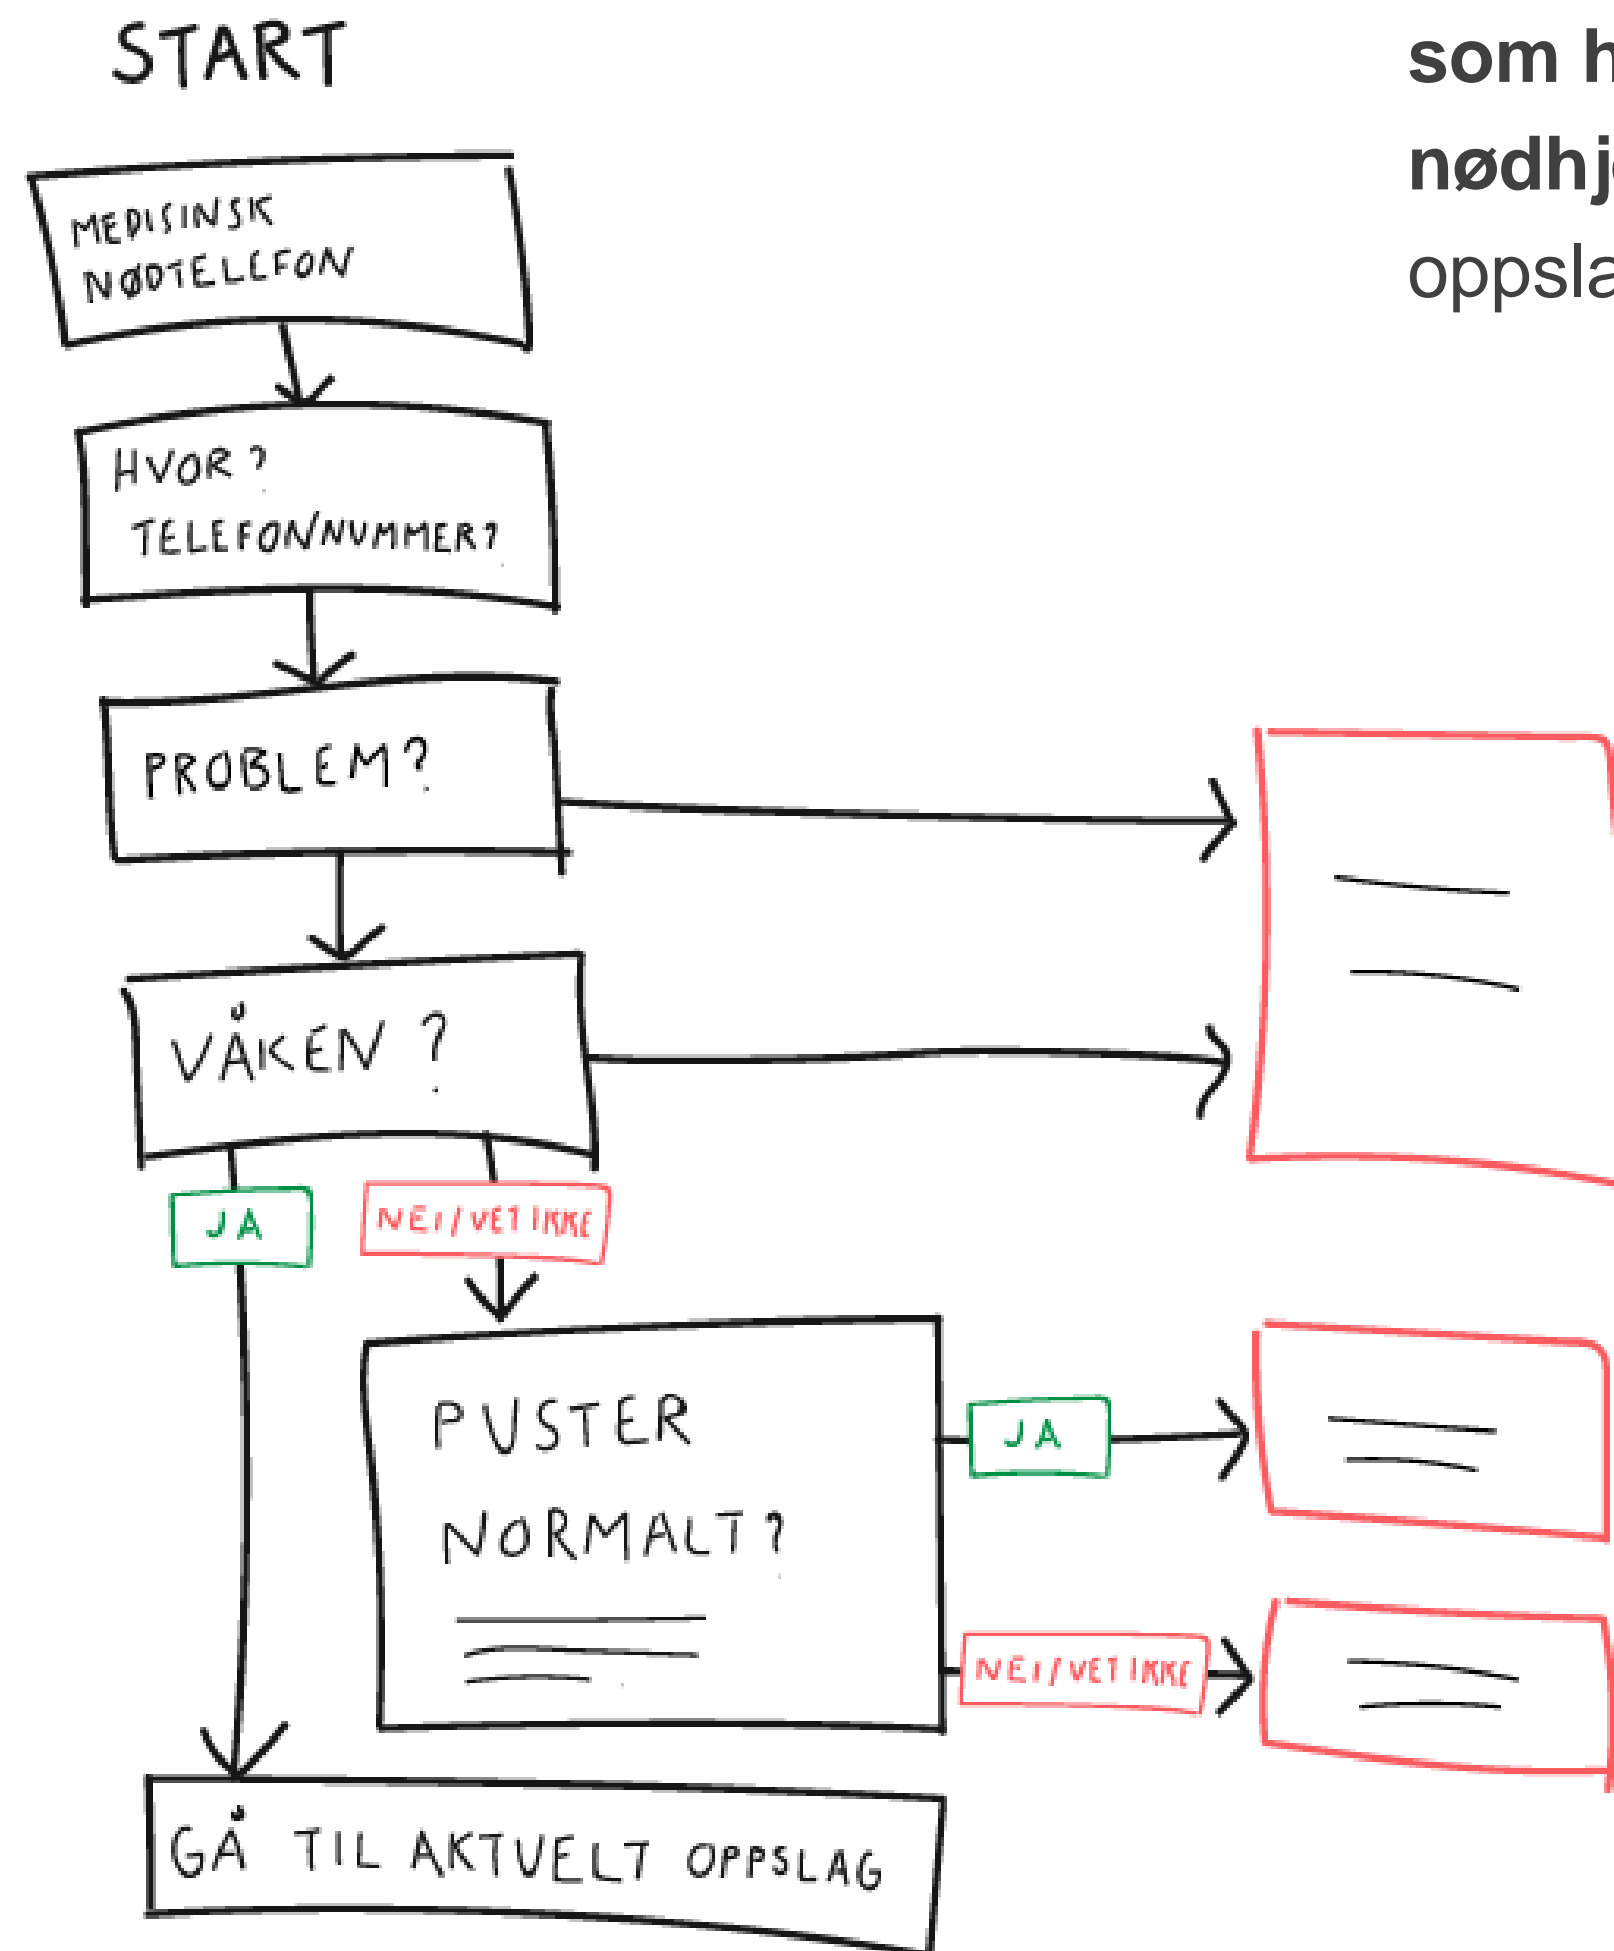 START
MEDISINSK
NØDTELEFON
HVOR?
TELEFONNUMMER?
PROBLEM?
VÅKEN?
JA
NEI/VET IKKE
PUSTER
NORMALT?
JA
NEI/VET IKKE
GÅ TIL AKTUELT OPPSLAG
som h
nødhj
oppsla